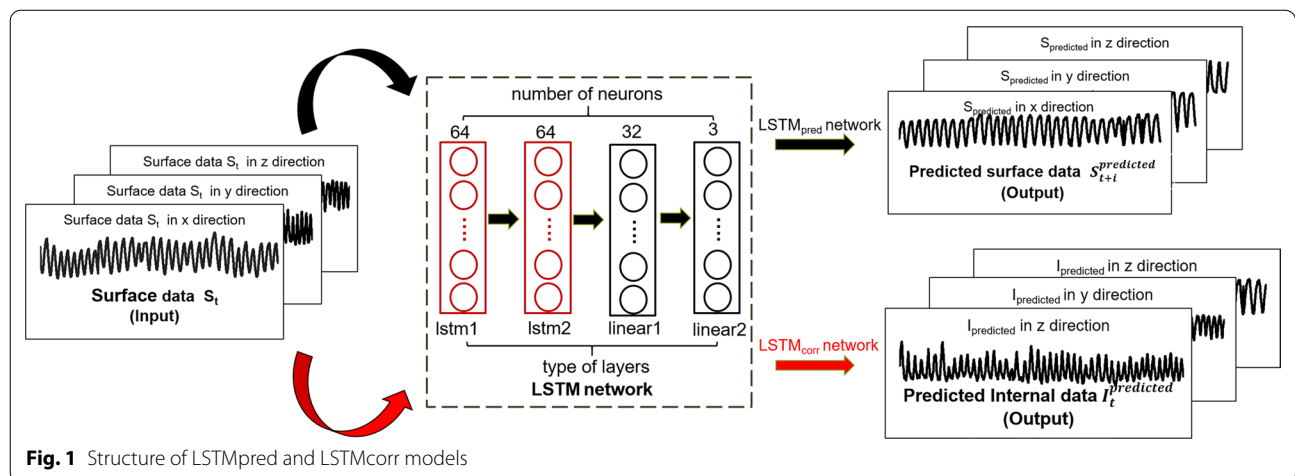 Surface data S_t in z direction
Surface data S_t in y direction
Surface data S_t in x direction
Surface data S_t
(Input)
number of neurons
64 64 32 3
lstm1 lstm2 linear1 linear2
type of layers
LSTM network
LSTM_pred network
LSTM_corr network
S_predicted in z direction
S_predicted in y direction
S_predicted in x direction
Predicted surface data S_{t+i}^{predicted}
(Output)
I_predicted in z direction
I_predicted in y direction
I_predicted in z direction
Predicted Internal data I_t^{predicted}
(Output)
Fig. 1 Structure of LSTMpred and LSTMcorr models